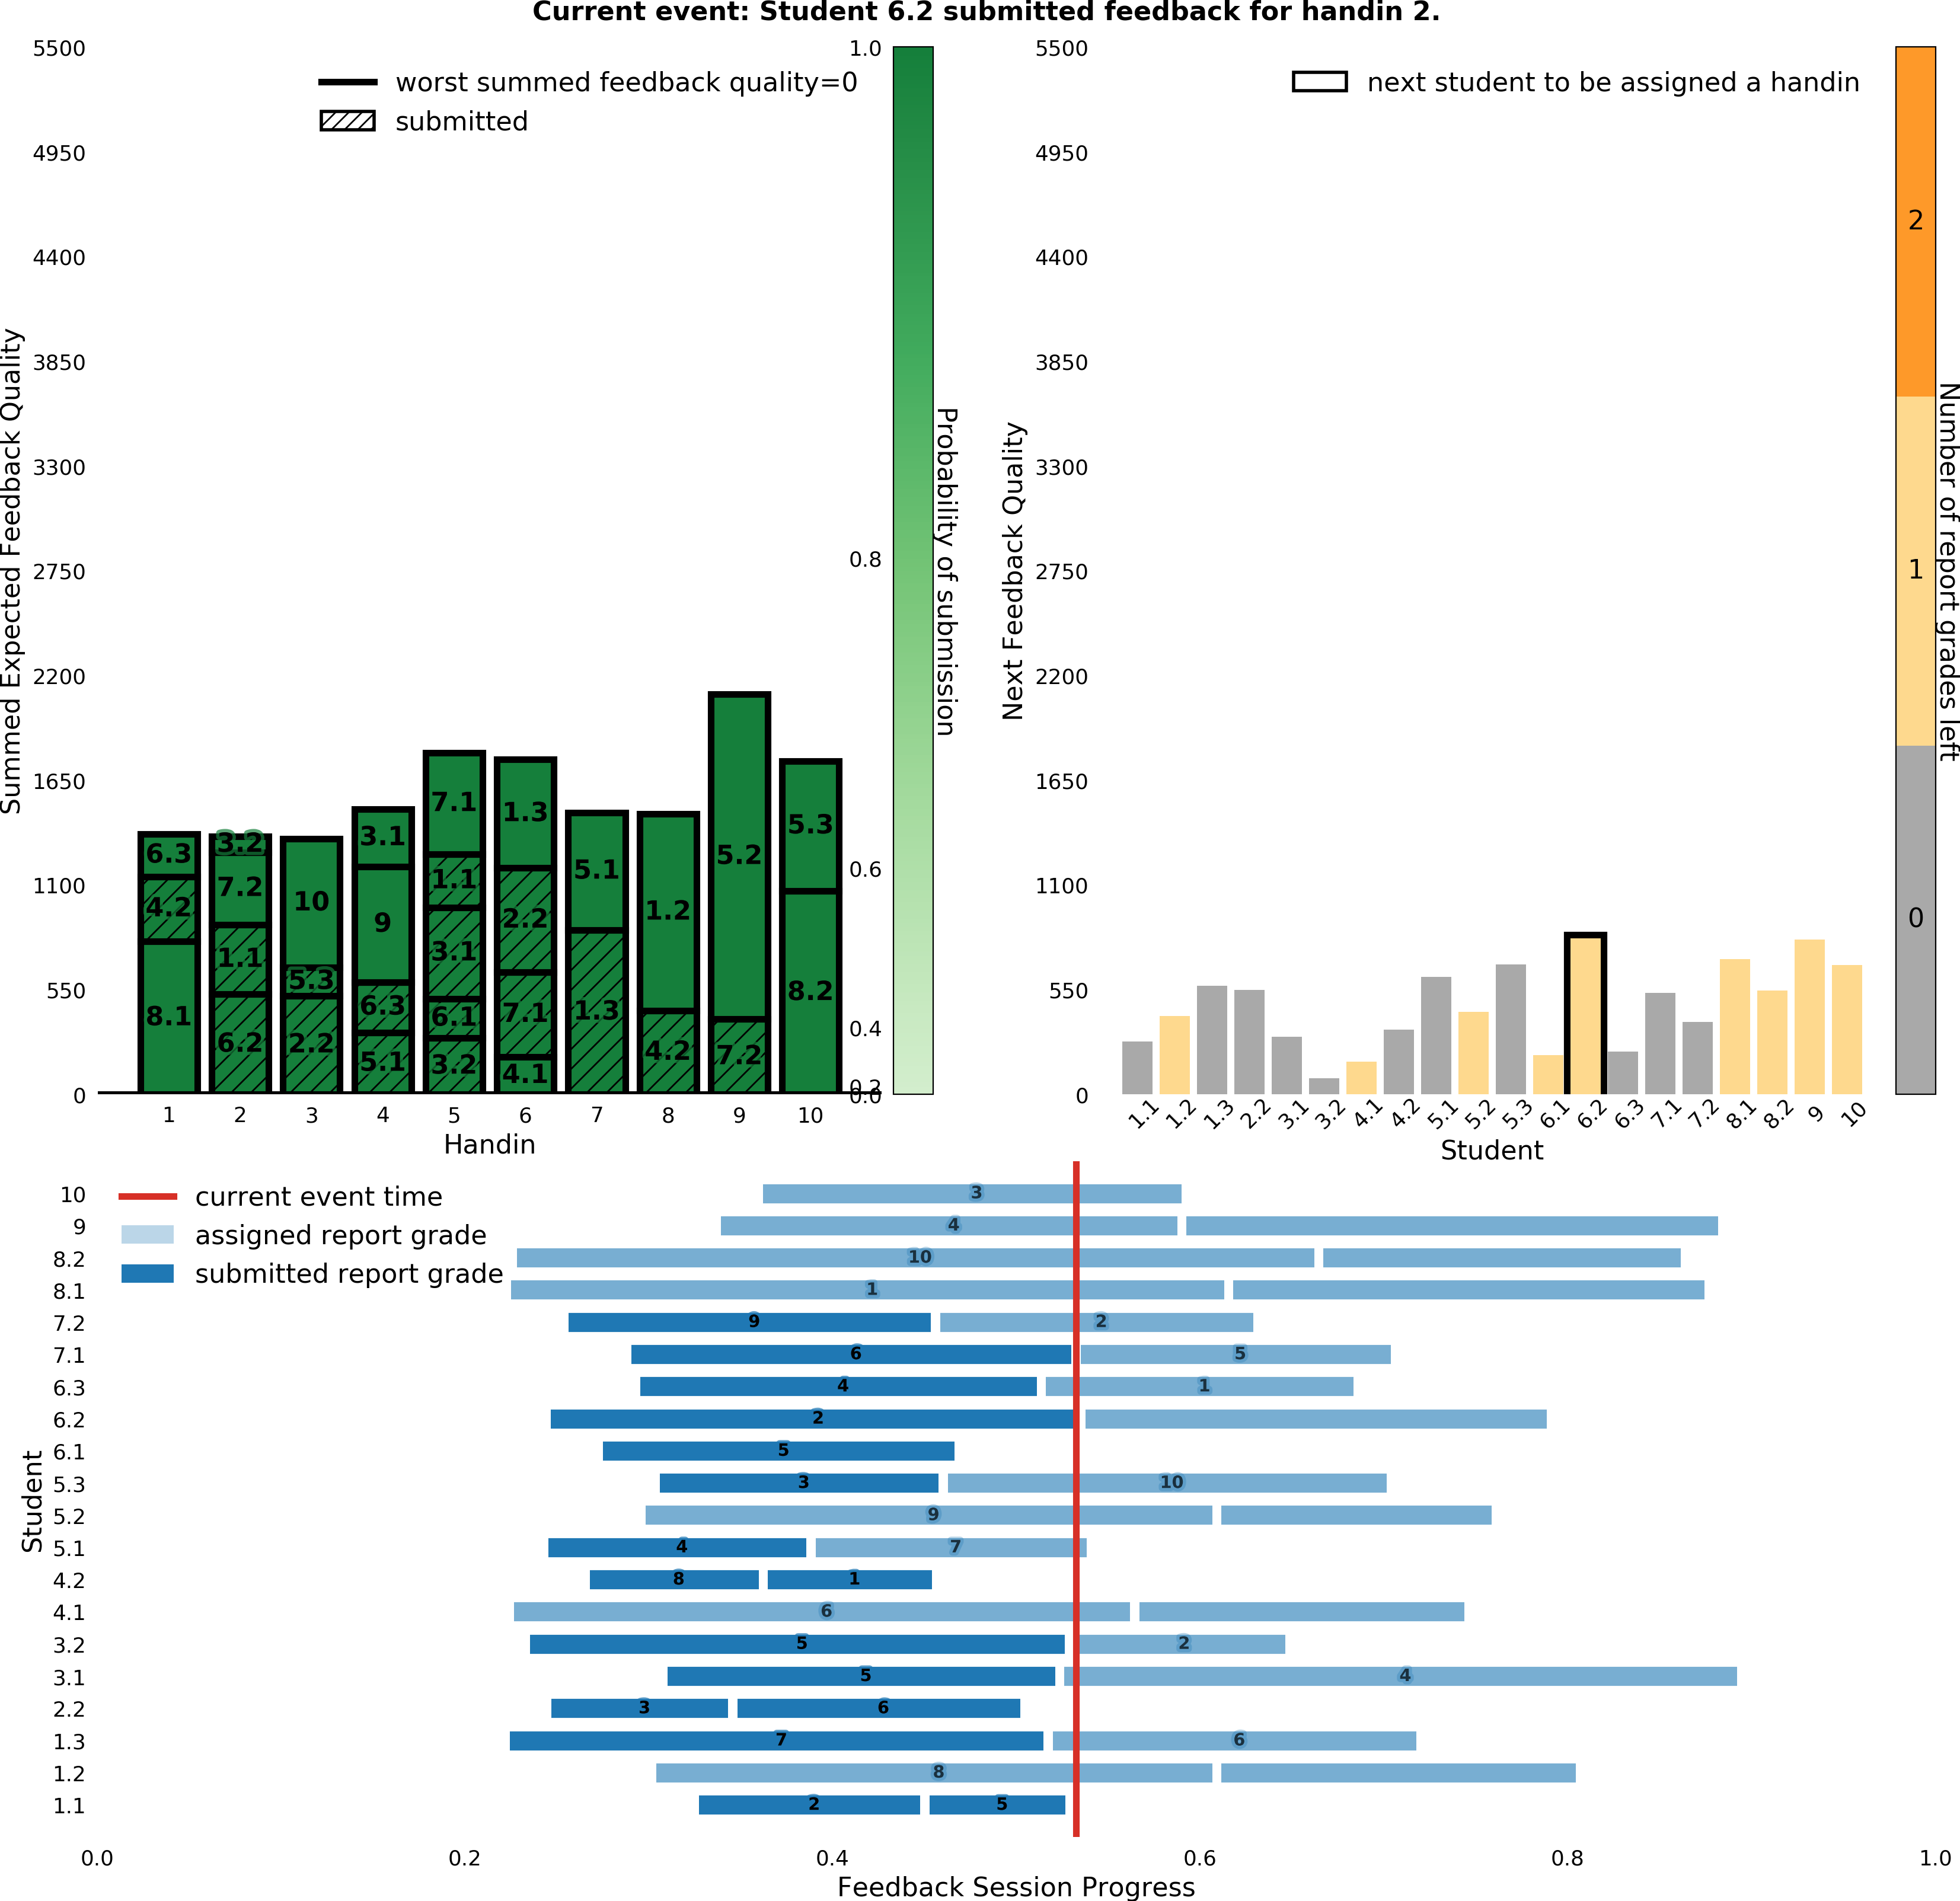 Current event: Student 6.2 submitted feedback for handin 2.
5500
4950
4400
3850
3300
2750
2200
1650
1100
550
0
Summed Expected Feedback Quality
worst summed feedback quality=0
submitted
6.3
4.2
8.1
3.2
7.2
1.1
6.2
10
5.3
2.2
3.1
9
6.3
5.1
7.1
1.1
3.1
6.1
3.2
1.3
2.2
7.1
4.1
5.1
1.3
1.2
4.2
5.2
7.2
5.3
8.2
1 2 3 4 5 6 7 8 9 10
Handin
1.0
0.8
0.6
0.4
0.2
0.0
Probability of submission
5500
4950
4400
3850
3300
2750
2200
1650
1100
550
0
Next Feedback Quality
next student to be assigned a handin
1.1 1.2 1.3 2.2 3.1 3.2 4.1 4.2 5.1 5.2 5.3 6.1 6.2 6.3 7.1 7.2 8.1 8.2 9 10
Student
2
1
0
Number of report grades left
current event time
assigned report grade
submitted report grade
Student
10 3
9 4
8.2 10
8.1 1
7.2 9 2
7.1 6 5
6.3 4 1
6.2 2
6.1 5
5.3 3 10
5.2 9
5.1 4 7
4.2 8 1
4.1 6
3.2 5 2
3.1 5 4
2.2 3 6
1.3 7 6
1.2 8
1.1 2 5
0.0 0.2 0.4 0.6 0.8 1.0
Feedback Session Progress